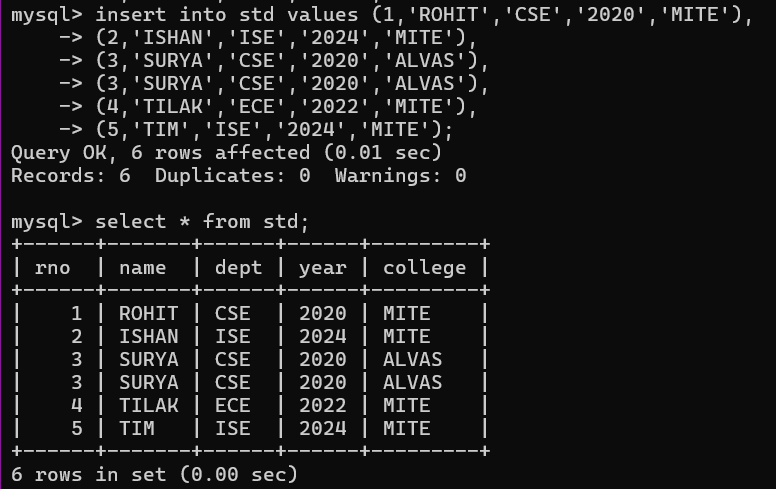 mysql> insert into std values (1,'ROHIT','CSE','2020','MITE'),
    -> (2,'ISHAN','ISE','2024','MITE'),
    -> (3,'SURYA','CSE','2020','ALVAS'),
    -> (3,'SURYA','CSE','2020','ALVAS'),
    -> (4,'TILAK','ECE','2022','MITE'),
    -> (5,'TIM','ISE','2024','MITE');
Query OK, 6 rows affected (0.01 sec)
Records: 6  Duplicates: 0  Warnings: 0

mysql> select * from std;
+------+-------+------+------+---------+
| rno  | name  | dept | year | college |
+------+-------+------+------+---------+
|    1 | ROHIT | CSE  | 2020 | MITE    |
|    2 | ISHAN | ISE  | 2024 | MITE    |
|    3 | SURYA | CSE  | 2020 | ALVAS   |
|    3 | SURYA | CSE  | 2020 | ALVAS   |
|    4 | TILAK | ECE  | 2022 | MITE    |
|    5 | TIM   | ISE  | 2024 | MITE    |
+------+-------+------+------+---------+
6 rows in set (0.00 sec)